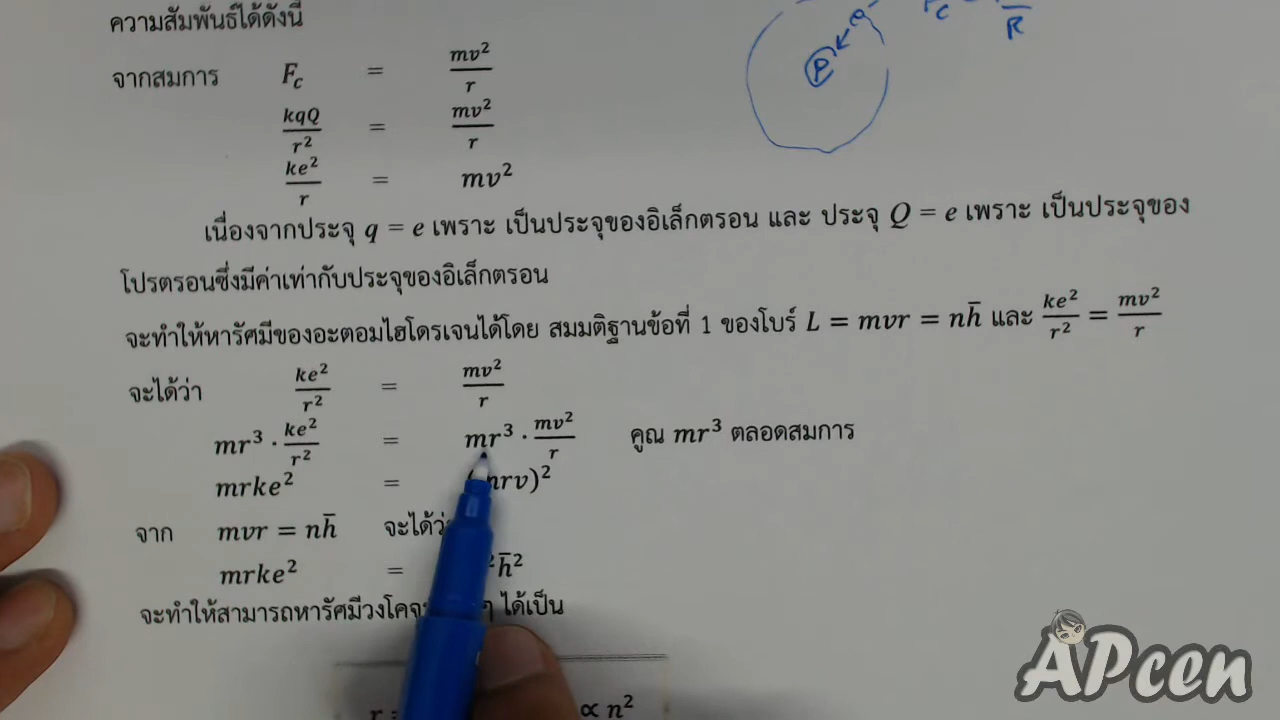 ความสัมพันธ์ได้ดังนี้
จากสมการ F_c = mv²/r
kqQ/r² = mv²/r
ke²/r = mv²
เนื่องจากประจุ q = e เพราะ เป็นประจุของอิเล็กตรอน และ ประจุ Q = e เพราะ เป็นประจุของ
โปรตรอนซึ่งมีค่าเท่ากับประจุของอิเล็กตรอน
จะทำให้หารัศมีของอะตอมไฮโดรเจนได้โดย สมมติฐานข้อที่ 1 ของโบร์ L = mvr = nh̄ และ ke²/r² = mv²/r
จะได้ว่า ke²/r² = mv²/r
mr³ · ke²/r² = mr³ · mv²/r คูณ mr³ ตลอดสมการ
mrke² = rv)²
จาก mvr = nh̄ จะได้ว่
mrke² = ²h̄²
จะทำให้สามารถหารัศมีวงโคจ ๆ ได้เป็น
r = ∝ n²
P
e
R
APcen